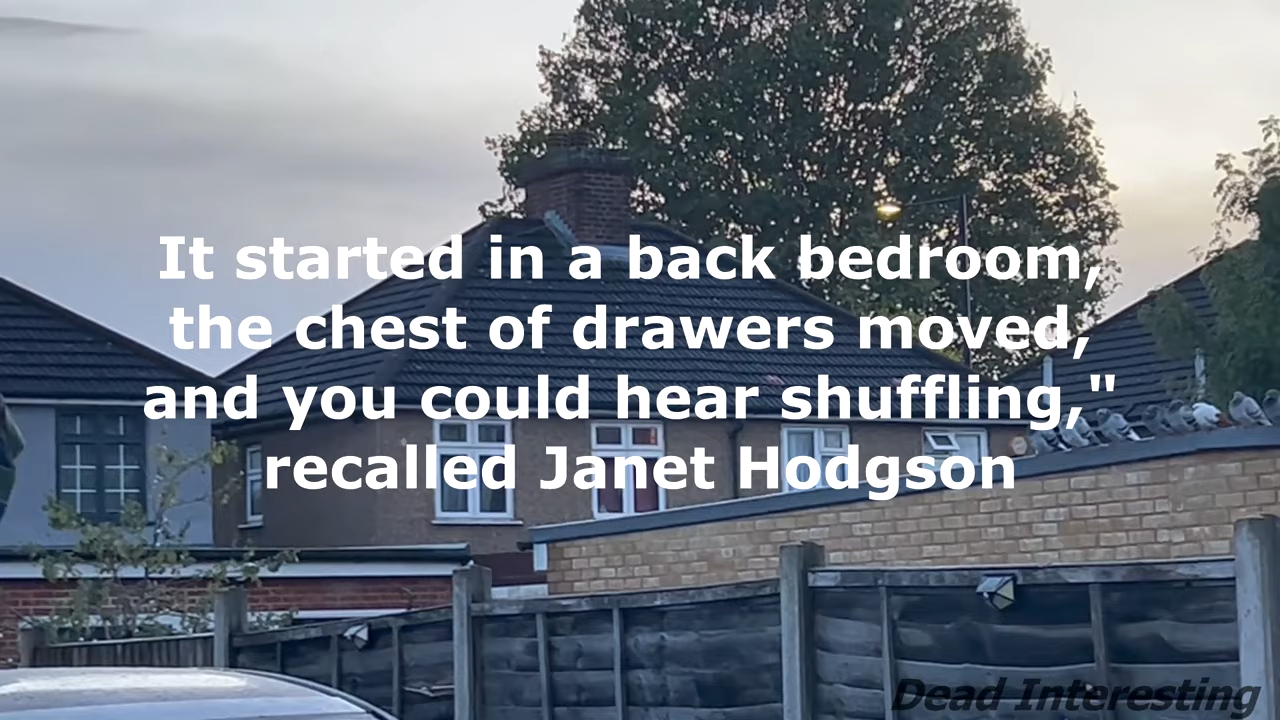 It started in a back bedroom,
the chest of drawers moved,
and you could hear shuffling,"
recalled Janet Hodgson
Dead Interesting